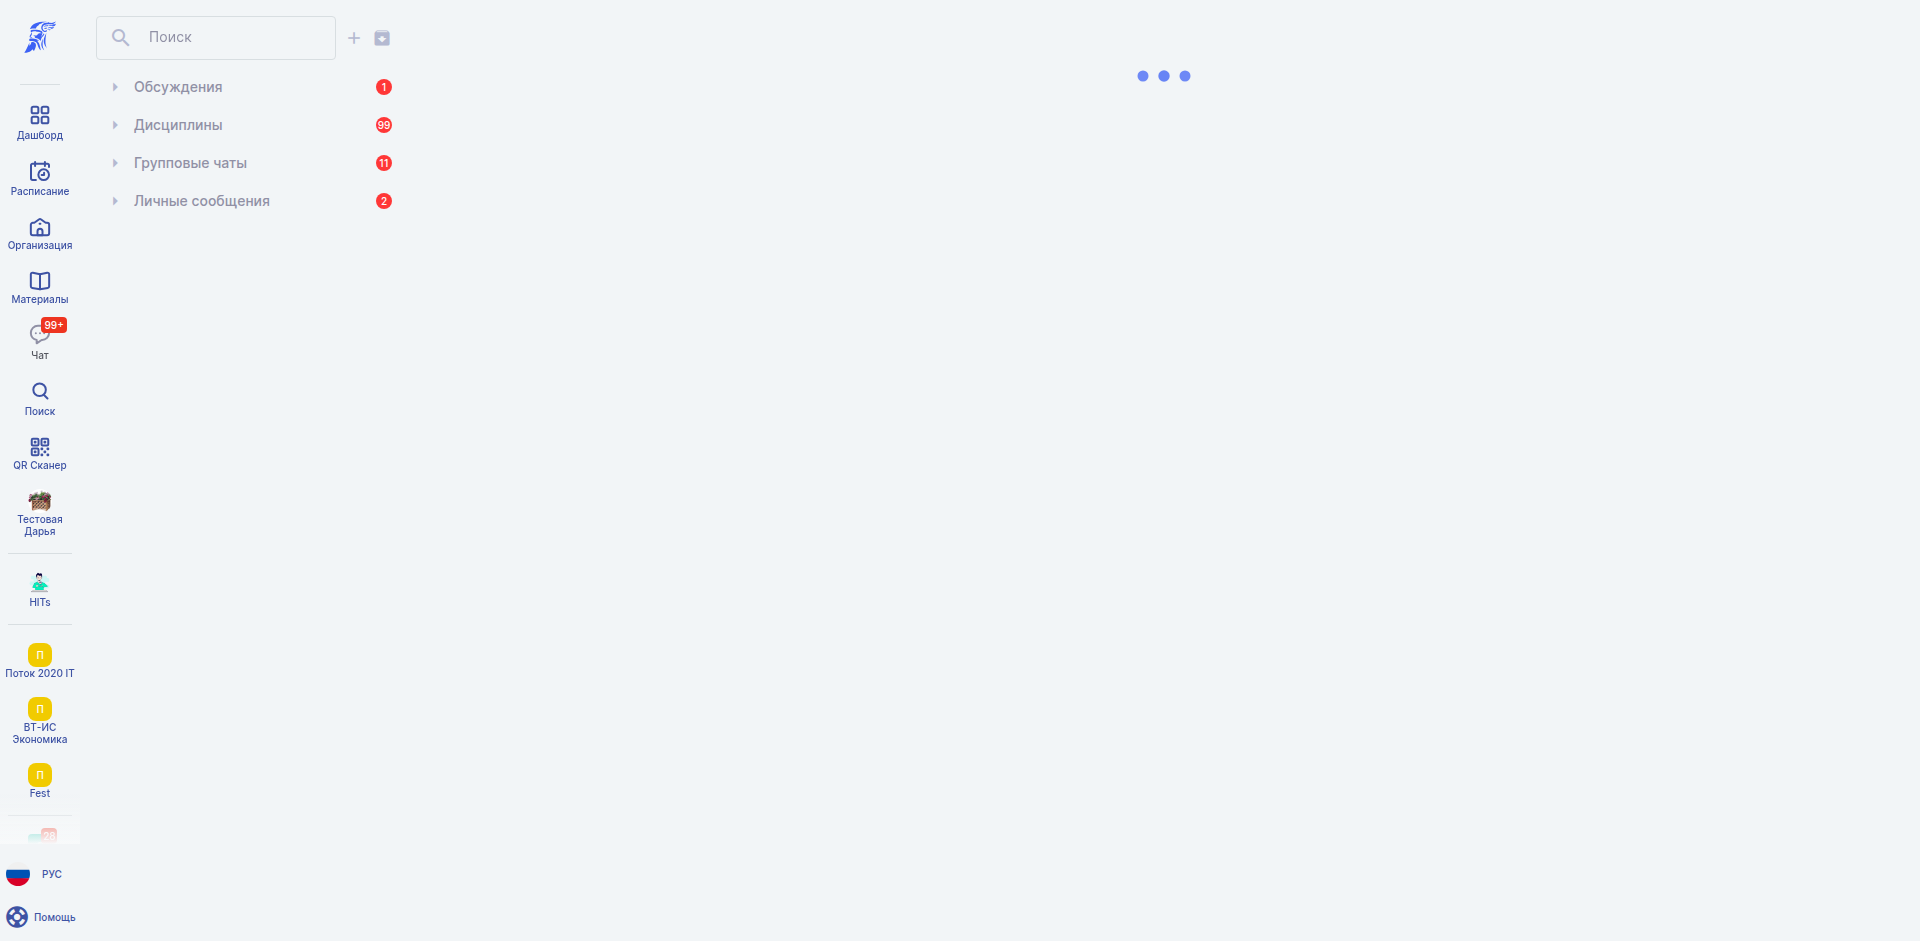 Поиск
Обсуждения 1
Дисциплины 99
Групповые чаты 11
Личные сообщения 2
Дашборд
Расписание
Организация
Материалы
99+
Чат
Поиск
QR Сканер
Тестовая
Дарья
HITs
П
Поток 2020 IT
П
ВТ-ИС
Экономика
П
Fest
28
РУС
Помощь